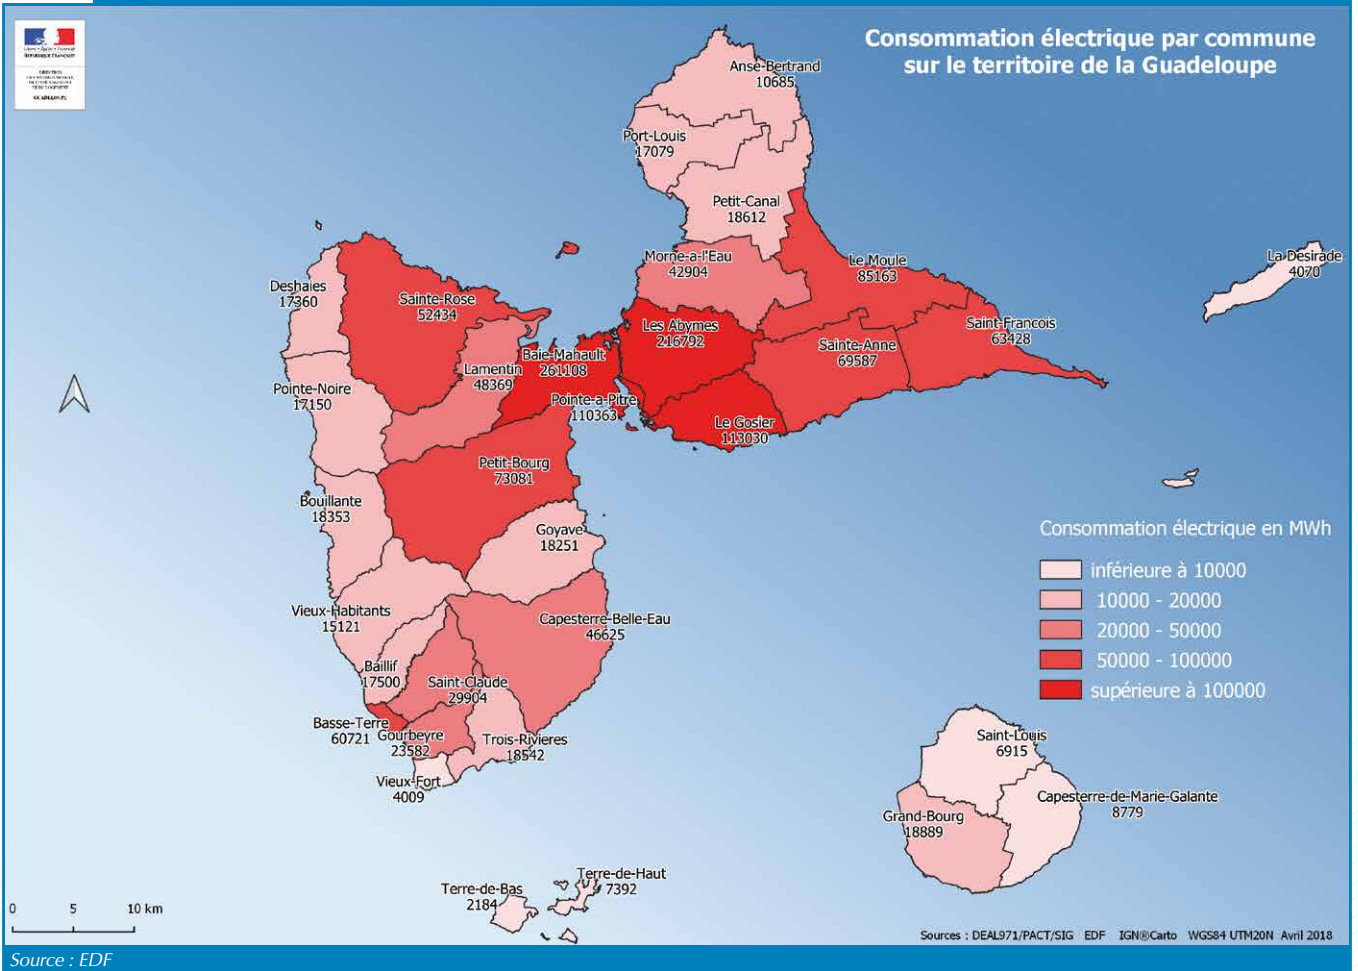 Consommation électrique par commune
sur le territoire de la Guadeloupe
RÉPUBLIQUE FRANÇAISE
GUADELOUPE
Anse-Bertrand
10685
Port-Louis
17079
Petit-Canal
18612
Morne-a-l'Eau
42904
Le Moule
85163
La Desirade
4070
Deshaies
17360
Sainte-Rose
52434
Les Abymes
216792
Saint-Francois
63428
Sainte-Anne
69587
Baie-Mahault
261108
Lamentin
48369
Pointe-Noire
17150
Pointe-a-Pitre
110363
Le Gosier
113030
Petit-Bourg
73081
Bouillante
18353
Goyave
18251
Vieux-Habitants
15121
Capesterre-Belle-Eau
46625
Baillif
17500
Saint-Claude
29904
Basse-Terre
60721
Gourbeyre
23582
Trois-Rivieres
18542
Vieux-Fort
4009
Saint-Louis
6915
Capesterre-de-Marie-Galante
8779
Grand-Bourg
18889
Terre-de-Haut
7392
Terre-de-Bas
2184
Consommation électrique en MWh
inférieure à 10000
10000 - 20000
20000 - 50000
50000 - 100000
supérieure à 100000
0 5 10 km
Sources : DEAL971/PACT/SIG EDF IGN®Carto WGS84 UTM20N Avril 2018
Source : EDF